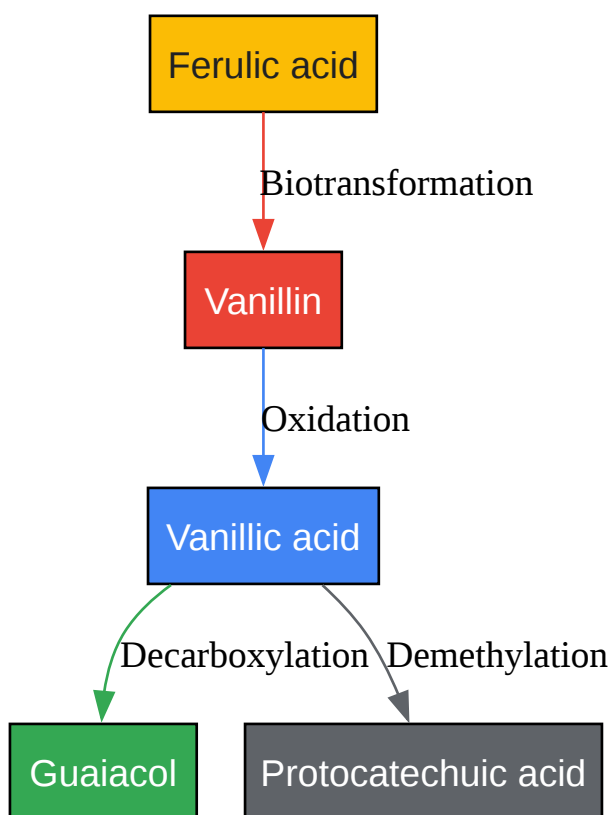 Ferulic acid
Biotransformation
Vanillin
Oxidation
Vanillic acid
Decarboxylation
Demethylation
Guaiacol
Protocatechuic acid